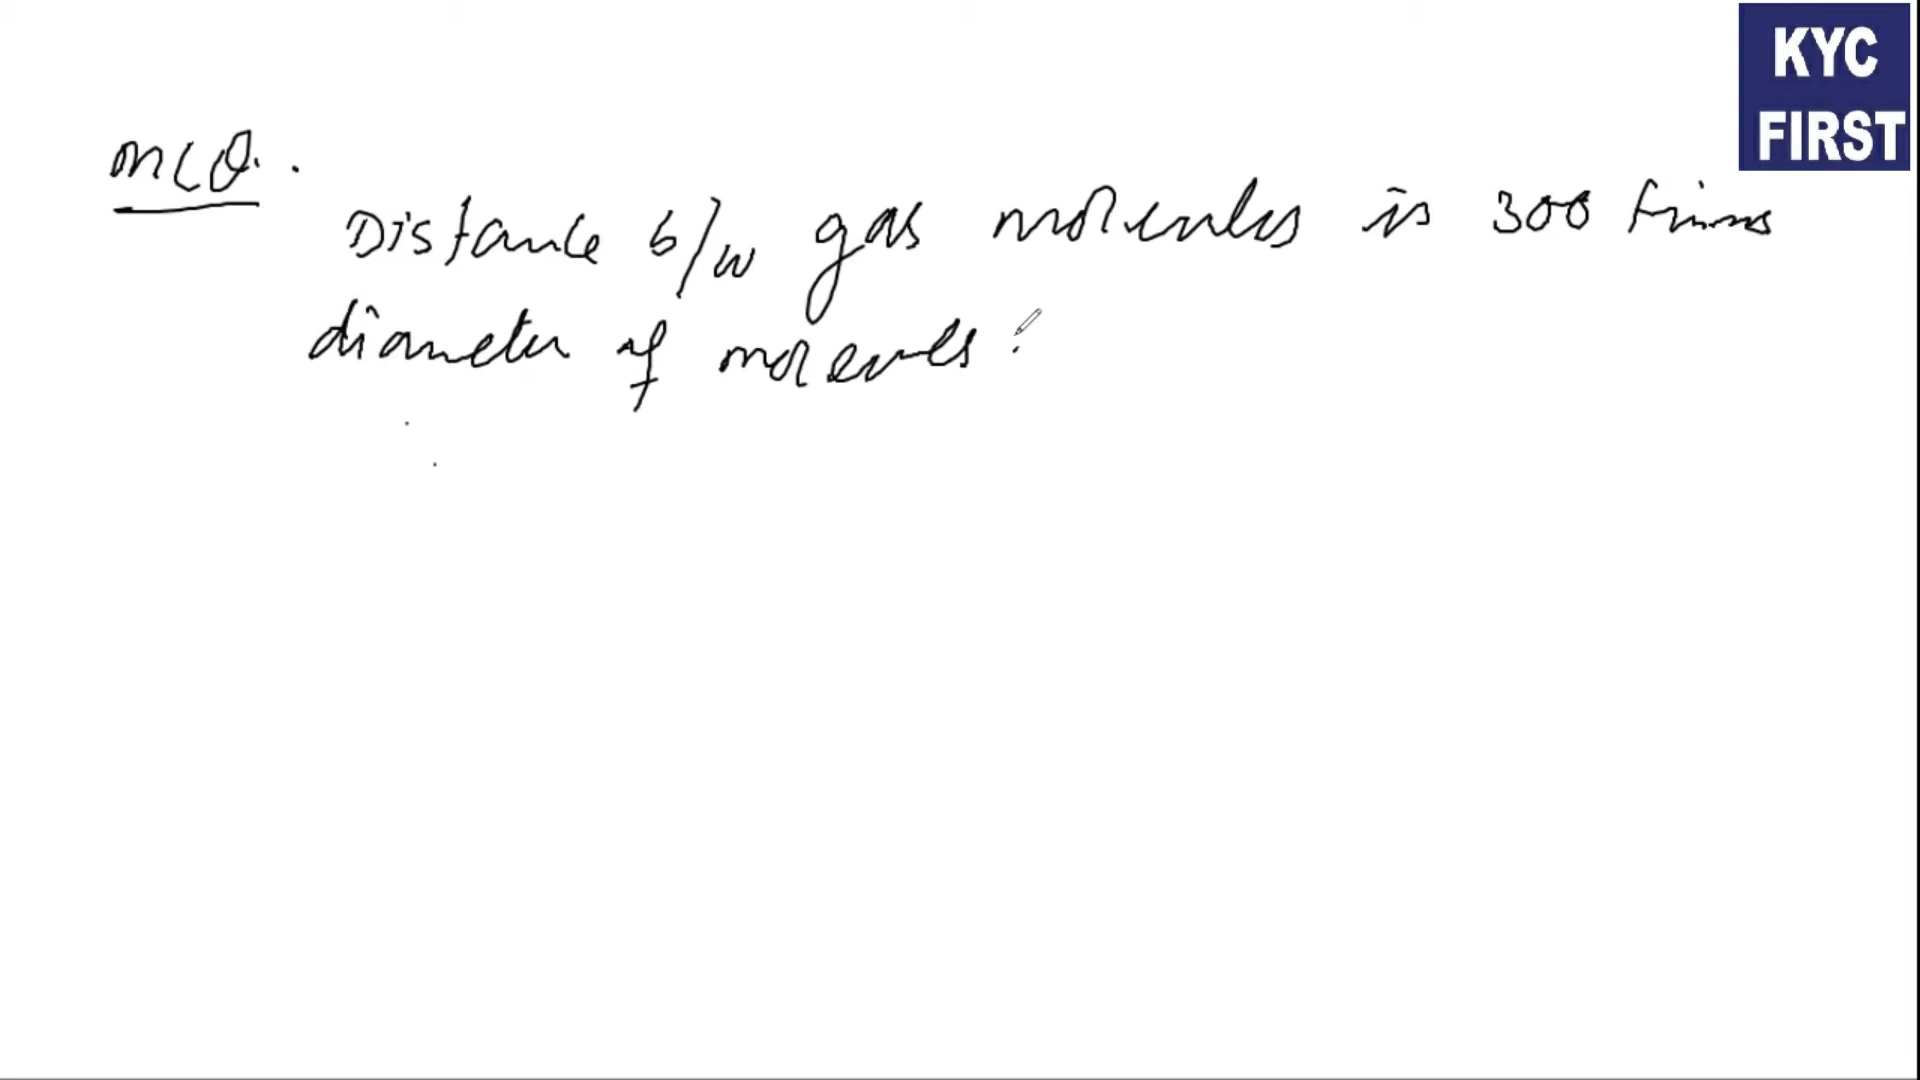 KYC
FIRST
MCQ.
Distance b/w gas molecules is 300 times
diameter of molecules?